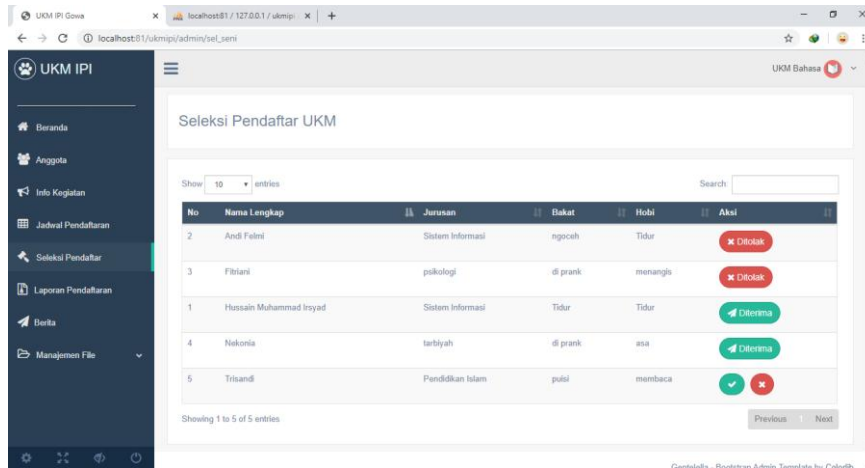 UKM IPI Gowa
localhost:81 / 127.0.0.1 / ukmipi
localhost:81/ukmipi/admin/sel_seni
UKM IPI
UKM Bahasa
Beranda
Anggota
Info Kegiatan
Jadwal Pendaftaran
Seleksi Pendaftar
Laporan Pendaftaran
Berita
Manajemen File
Seleksi Pendaftar UKM
Show 10 entries Search:
No Nama Lengkap Jurusan Bakat Hobi Aksi
2 Andi Felmi Sistem Informasi ngoceh Tidur Ditolak
3 Fitriani psikologi di prank menangis Ditolak
1 Hussain Muhammad Irsyad Sistem Informasi Tidur Tidur Diterima
4 Nekonia tarbiyah di prank asa Diterima
5 Trisandi Pendidikan Islam puisi membaca
Showing 1 to 5 of 5 entries
Previous 1 Next
Gentelella - Bootstrap Admin Template by Colorlib